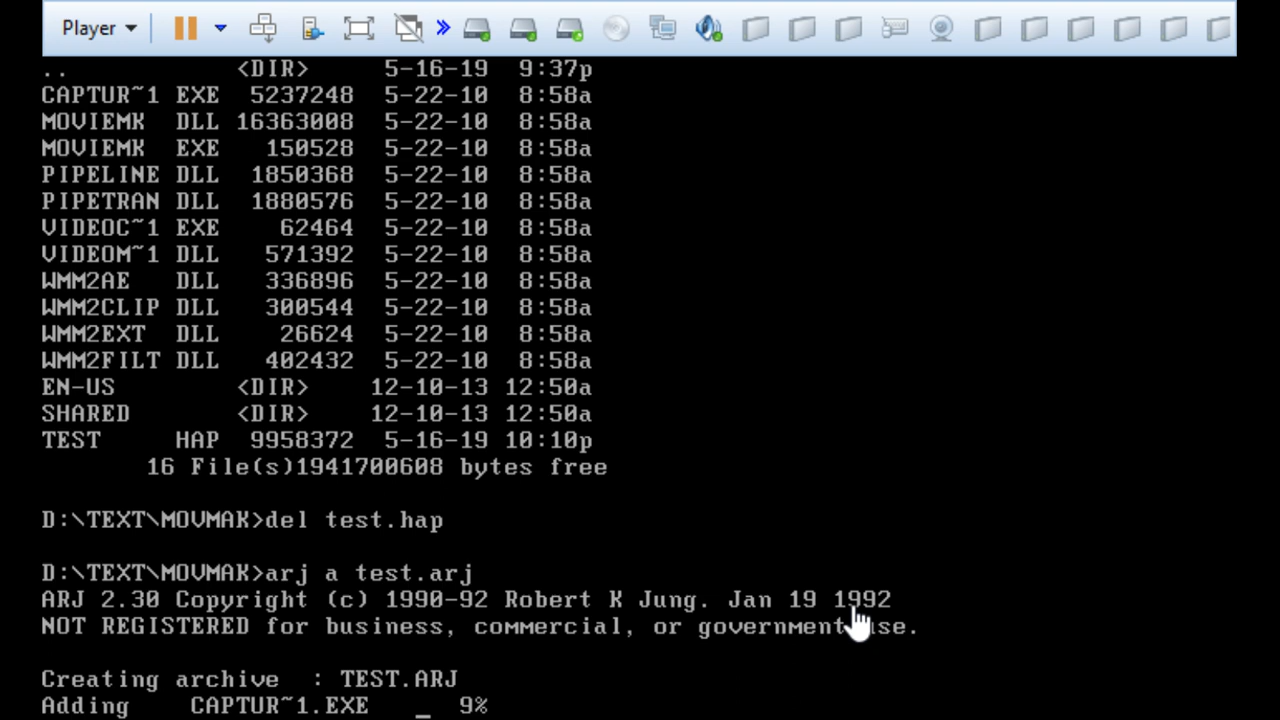 Player
.. <DIR> 5-16-19 9:37p
CAPTUR~1 EXE 5237248 5-22-10 8:58a
MOVIEMK DLL 16363008 5-22-10 8:58a
MOVIEMK EXE 150528 5-22-10 8:58a
PIPELINE DLL 1850368 5-22-10 8:58a
PIPETRAN DLL 1880576 5-22-10 8:58a
VIDEOC~1 EXE 62464 5-22-10 8:58a
VIDEOM~1 DLL 571392 5-22-10 8:58a
WMM2AE DLL 336896 5-22-10 8:58a
WMM2CLIP DLL 300544 5-22-10 8:58a
WMM2EXT DLL 26624 5-22-10 8:58a
WMM2FILT DLL 402432 5-22-10 8:58a
EN-US <DIR> 12-10-13 12:50a
SHARED <DIR> 12-10-13 12:50a
TEST HAP 9958372 5-16-19 10:10p
16 File(s)1941700608 bytes free
D:\TEXT\MOVMAK>del test.hap
D:\TEXT\MOVMAK>arj a test.arj
ARJ 2.30 Copyright (c) 1990-92 Robert K Jung. Jan 19 1992
NOT REGISTERED for business, commercial, or government use.
Creating archive : TEST.ARJ
Adding CAPTUR~1.EXE _ 9%